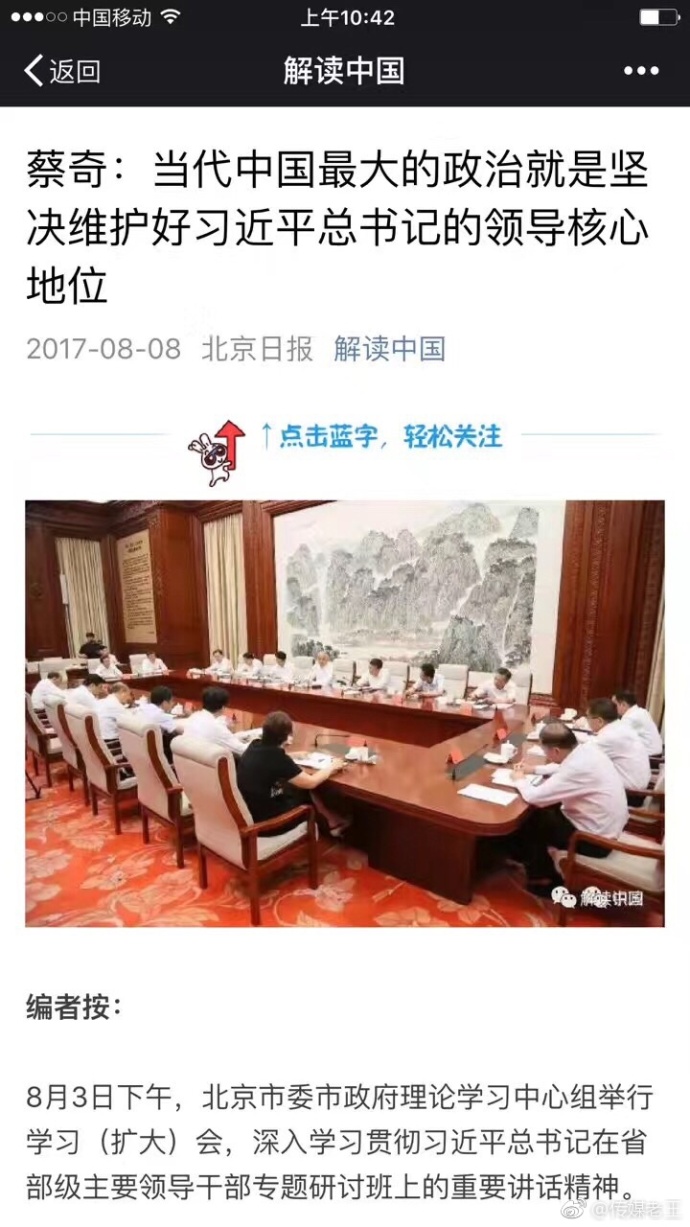 中国移动
上午10:42
返回
解读中国
蔡奇：当代中国最大的政治就是坚
决维护好习近平总书记的领导核心
地位
2017-08-08 北京日报 解读中国
↑点击蓝字，轻松关注
解读中国
编者按：
8月3日下午，北京市委市政府理论学习中心组举行
学习（扩大）会，深入学习贯彻习近平总书记在省
部级主要领导干部专题研讨班上的重要讲话精神。
@传媒老王